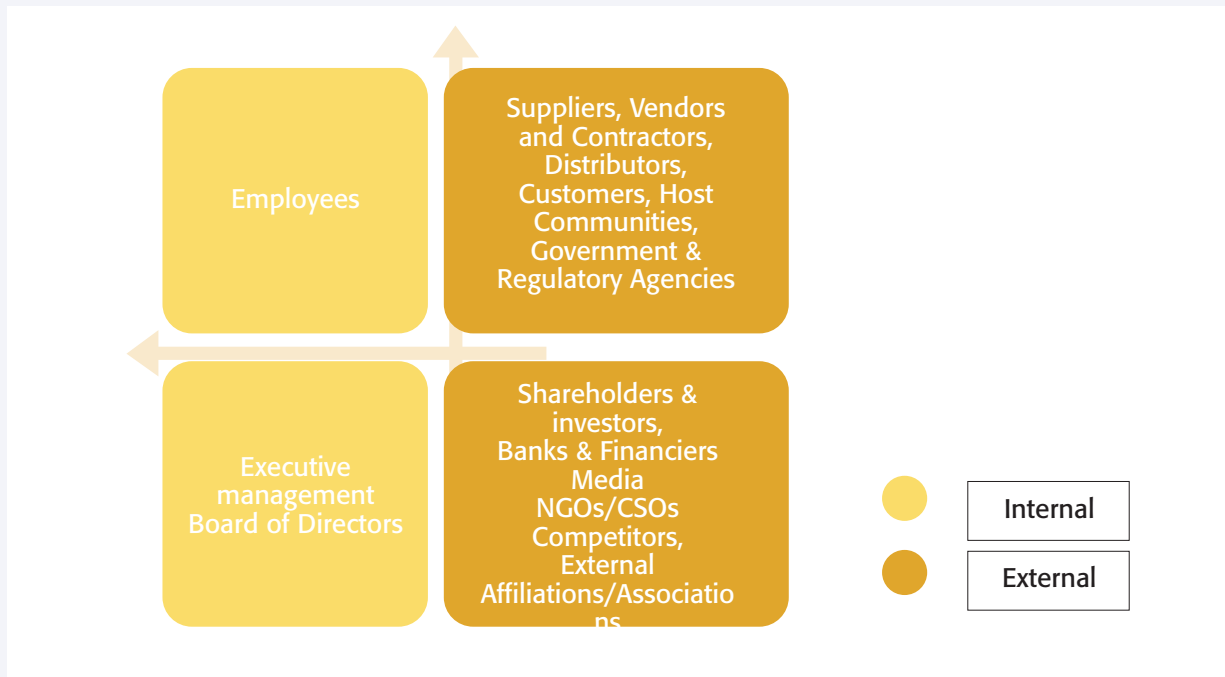 Employees
Suppliers, Vendors
and Contractors,
Distributors,
Customers, Host
Communities,
Government &
Regulatory Agencies
Executive
management
Board of Directors
Shareholders &
investors,
Banks & Financiers
Media
NGOs/CSOs
Competitors,
External
Affiliations/Associatio
ns
Internal
External